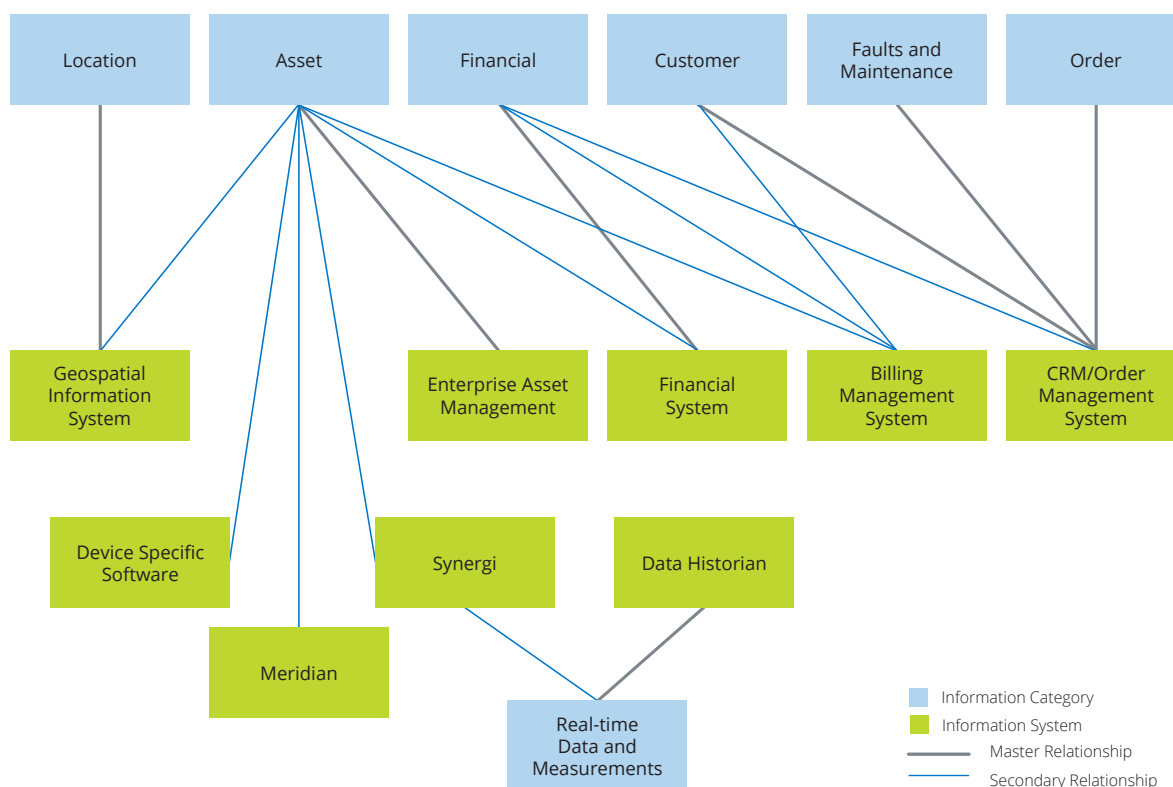 Location
Asset
Financial
Customer
Faults and
Maintenance
Order
Geospatial
Information
System
Enterprise Asset
Management
Financial
System
Billing
Management
System
CRM/Order
Management
System
Device Specific
Software
Synergi
Data Historian
Meridian
Real-time
Data and
Measurements
Information Category
Information System
Master Relationship
Secondary Relationship